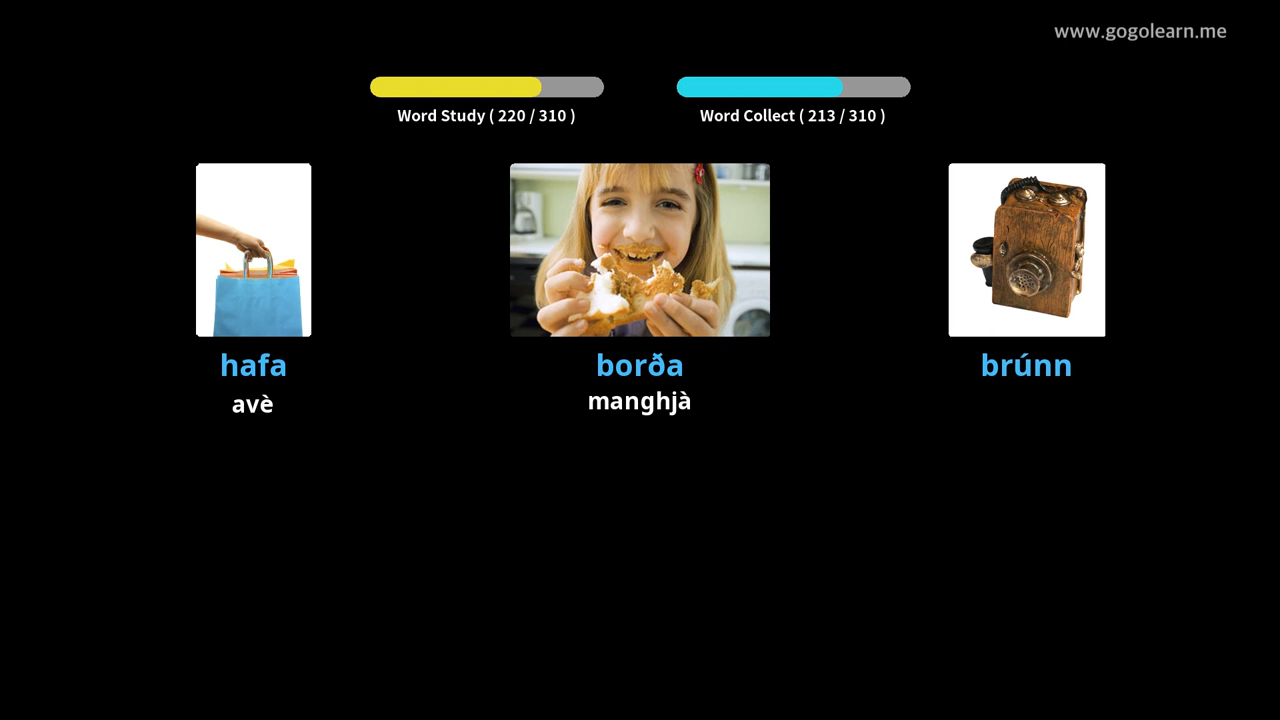 www.gogolearn.me
Word Study ( 220 / 310 )
Word Collect ( 213 / 310 )
hafa
avè
borða
manghjà
brúnn